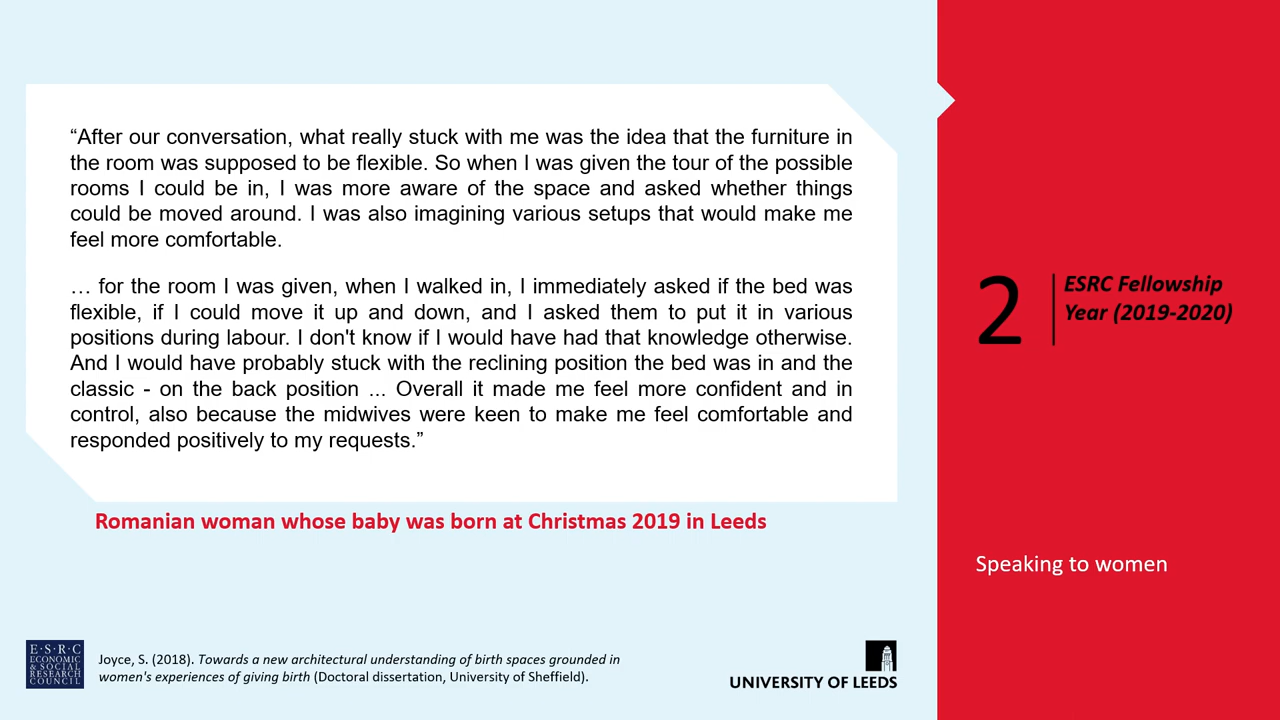 “After our conversation, what really stuck with me was the idea that the furniture in
the room was supposed to be flexible. So when I was given the tour of the possible
rooms I could be in, I was more aware of the space and asked whether things
could be moved around. I was also imagining various setups that would make me
feel more comfortable.
… for the room I was given, when I walked in, I immediately asked if the bed was
flexible, if I could move it up and down, and I asked them to put it in various
positions during labour. I don't know if I would have had that knowledge otherwise.
And I would have probably stuck with the reclining position the bed was in and the
classic - on the back position ... Overall it made me feel more confident and in
control, also because the midwives were keen to make me feel comfortable and
responded positively to my requests.”
Romanian woman whose baby was born at Christmas 2019 in Leeds
2
ESRC Fellowship
Year (2019-2020)
Speaking to women
E·S·R·C
ECONOMIC
& SOCIAL
RESEARCH
COUNCIL
Joyce, S. (2018). Towards a new architectural understanding of birth spaces grounded in
women's experiences of giving birth (Doctoral dissertation, University of Sheffield).
UNIVERSITY OF LEEDS